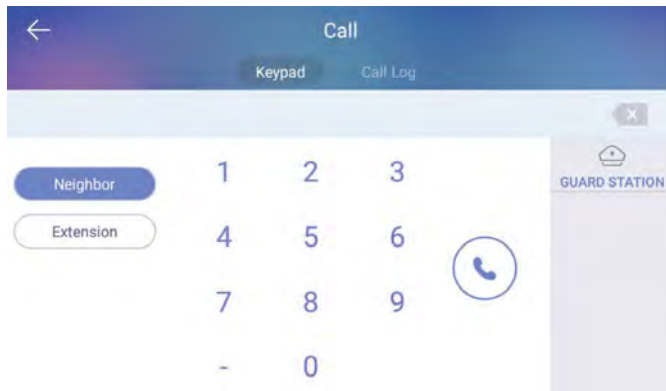 Call
Keypad Call Log
Neighbor
Extension
1 2 3
4 5 6
7 8 9
- 0
GUARD STATION